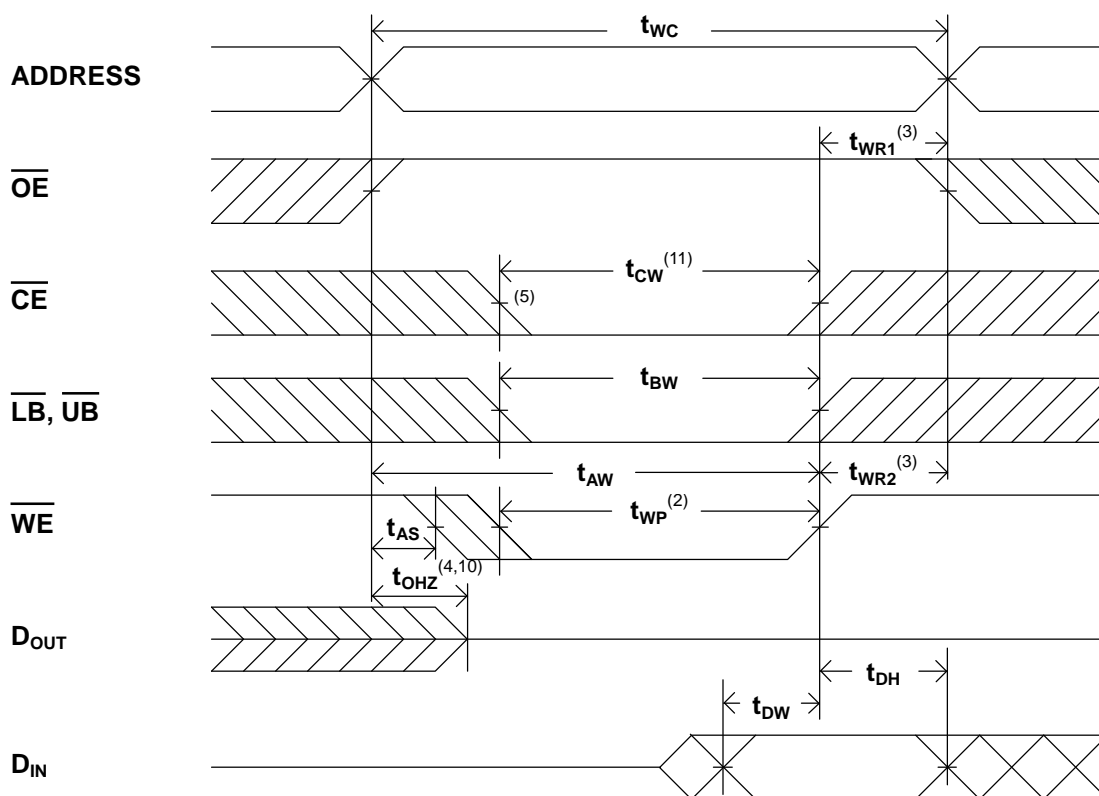 tWC
ADDRESS
tWR1(3)
OE
tCW(11)
CE
(5)
tBW
LB, UB
tAW
tWR2(3)
WE
tWP(2)
tAS
tOHZ(4,10)
DOUT
tDH
tDW
DIN